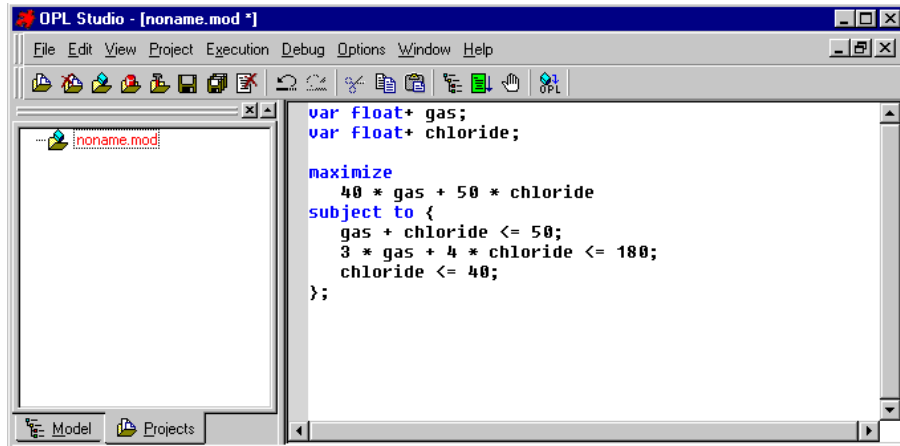 OPL Studio - [noname.mod *]
File Edit View Project Execution Debug Options Window Help
OPL
noname.mod
var float+ gas;
var float+ chloride;
maximize
40 * gas + 50 * chloride
subject to {
gas + chloride <= 50;
3 * gas + 4 * chloride <= 180;
chloride <= 40;
};
Model Projects